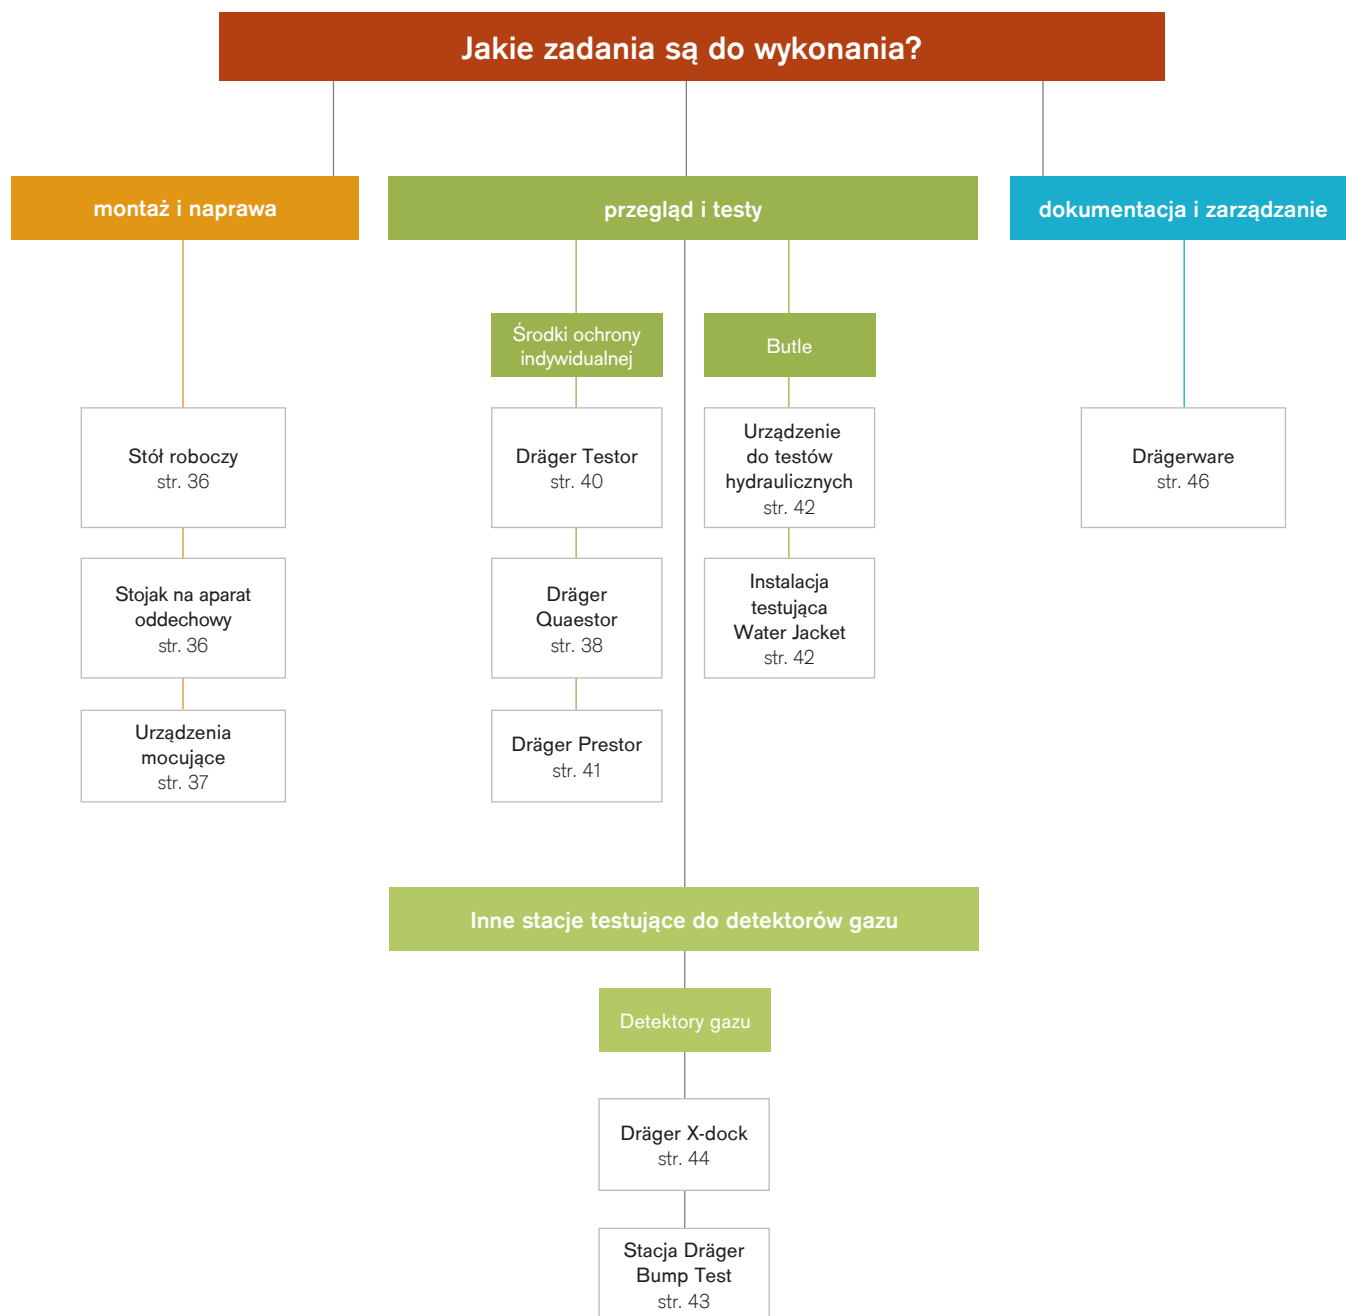 Jakie zadania są do wykonania?
montaż i naprawa
przegląd i testy
dokumentacja i zarządzanie
Środki ochrony
indywidualnej
Butle
Stół roboczy
str. 36
Dräger Testor
str. 40
Urządzenie
do testów
hydraulicznych
str. 42
Drägerware
str. 46
Stojak na aparat
oddechowy
str. 36
Dräger
Quaestor
str. 38
Instalacja
testująca
Water Jacket
str. 42
Urządzenia
mocujące
str. 37
Dräger Prestor
str. 41
Inne stacje testujące do detektorów gazu
Detektory gazu
Dräger X-dock
str. 44
Stacja Dräger
Bump Test
str. 43